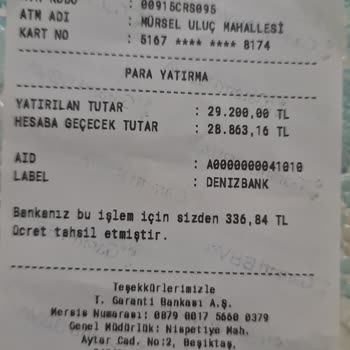 : 00915CRS095
ATM ADI : MÜRSEL ULUÇ MAHALLESİ
KART NO : 5167 **** **** 8174
PARA YATIRMA
YATIRILAN TUTAR : 29.200,00 TL
HESABA GEÇECEK TUTAR : 28.863,16 TL
AID : A0000000041010
LABEL : DENIZBANK
Bankanız bu işlem için sizden 336,84 TL
ücret tahsil etmiştir.
Teşekkürlerimizle
T. Garanti Bankası A.Ş.
Mersis Numarası: 0879 0017 5660 0379
Genel Müdürlük: Nispetiye Mah.
Aytar Cad. No:2, Beşiktaş,